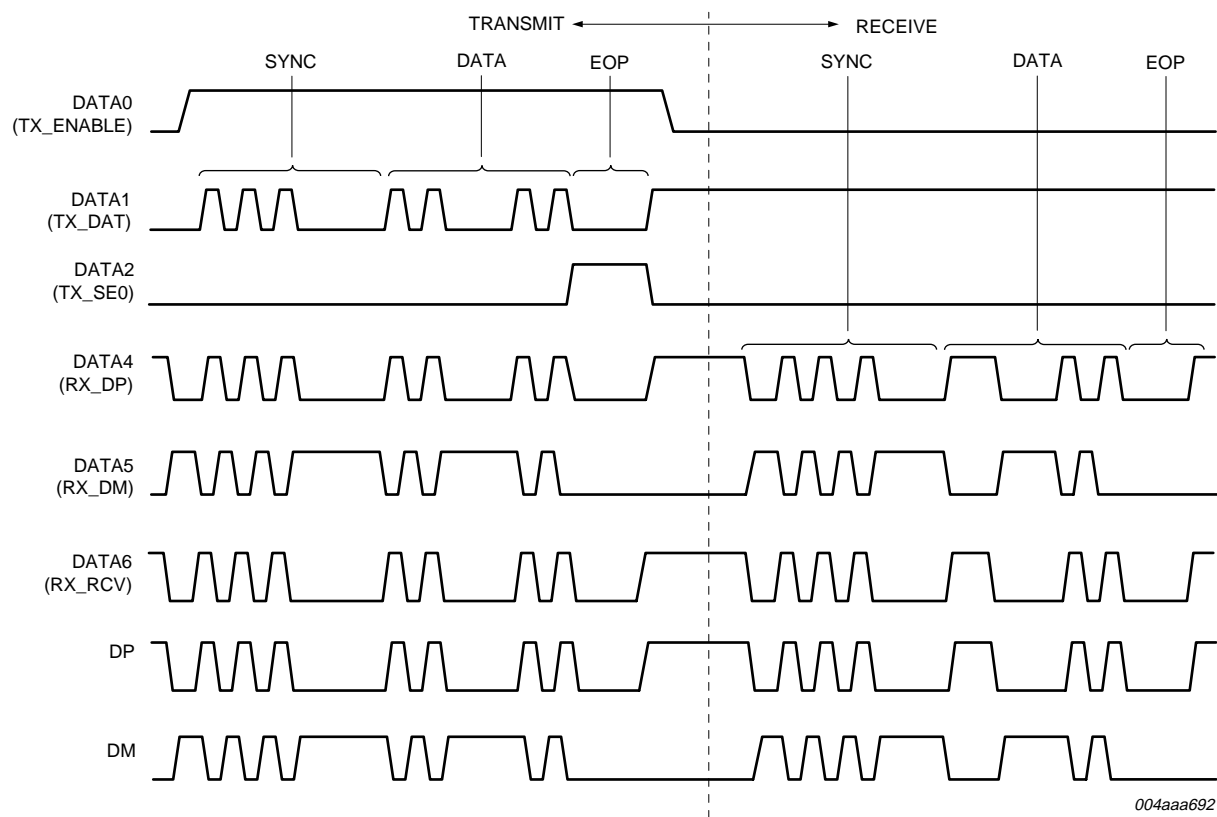 TRANSMIT RECEIVE
SYNC DATA EOP SYNC DATA EOP
DATA0
(TX_ENABLE)
DATA1
(TX_DAT)
DATA2
(TX_SE0)
DATA4
(RX_DP)
DATA5
(RX_DM)
DATA6
(RX_RCV)
DP
DM
004aaa692